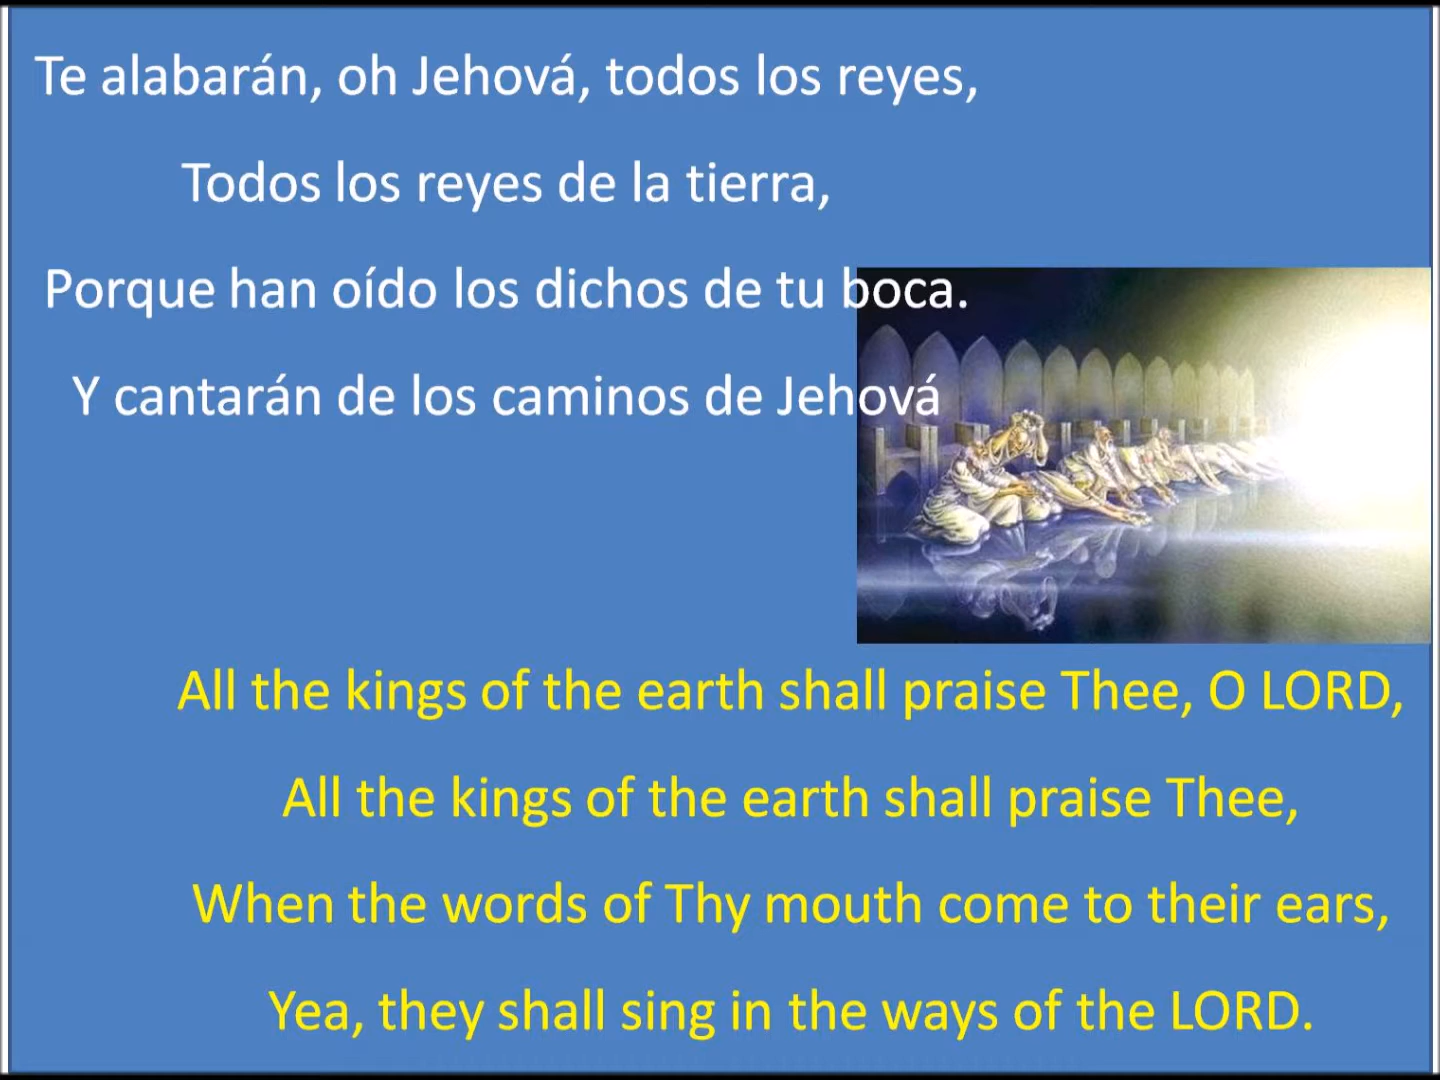 Te alabarán, oh Jehová, todos los reyes,
Todos los reyes de la tierra,
Porque han oído los dichos de tu boca.
Y cantarán de los caminos de Jehová
All the kings of the earth shall praise Thee, O LORD,
All the kings of the earth shall praise Thee,
When the words of Thy mouth come to their ears,
Yea, they shall sing in the ways of the LORD.